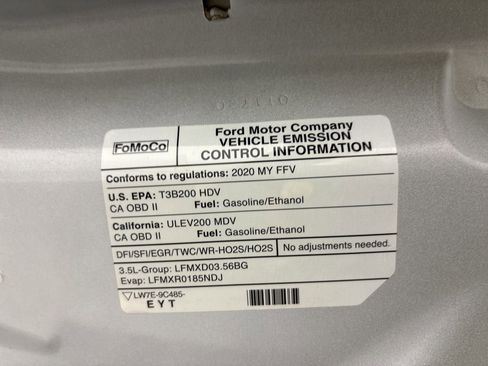 FoMoCo
Ford Motor Company
VEHICLE EMISSION
CONTROL INFORMATION
Conforms to regulations: 2020 MY FFV
U.S. EPA: T3B200 HDV
CA OBD II Fuel: Gasoline/Ethanol
California: ULEV200 MDV
CA OBD II Fuel: Gasoline/Ethanol
DFI/SFI/EGR/TWC/WR-HO2S/HO2S No adjustments needed.
3.5L-Group: LFMXD03.56BG
Evap: LFMXR0185NDJ
LW7E-9C485-
EYT